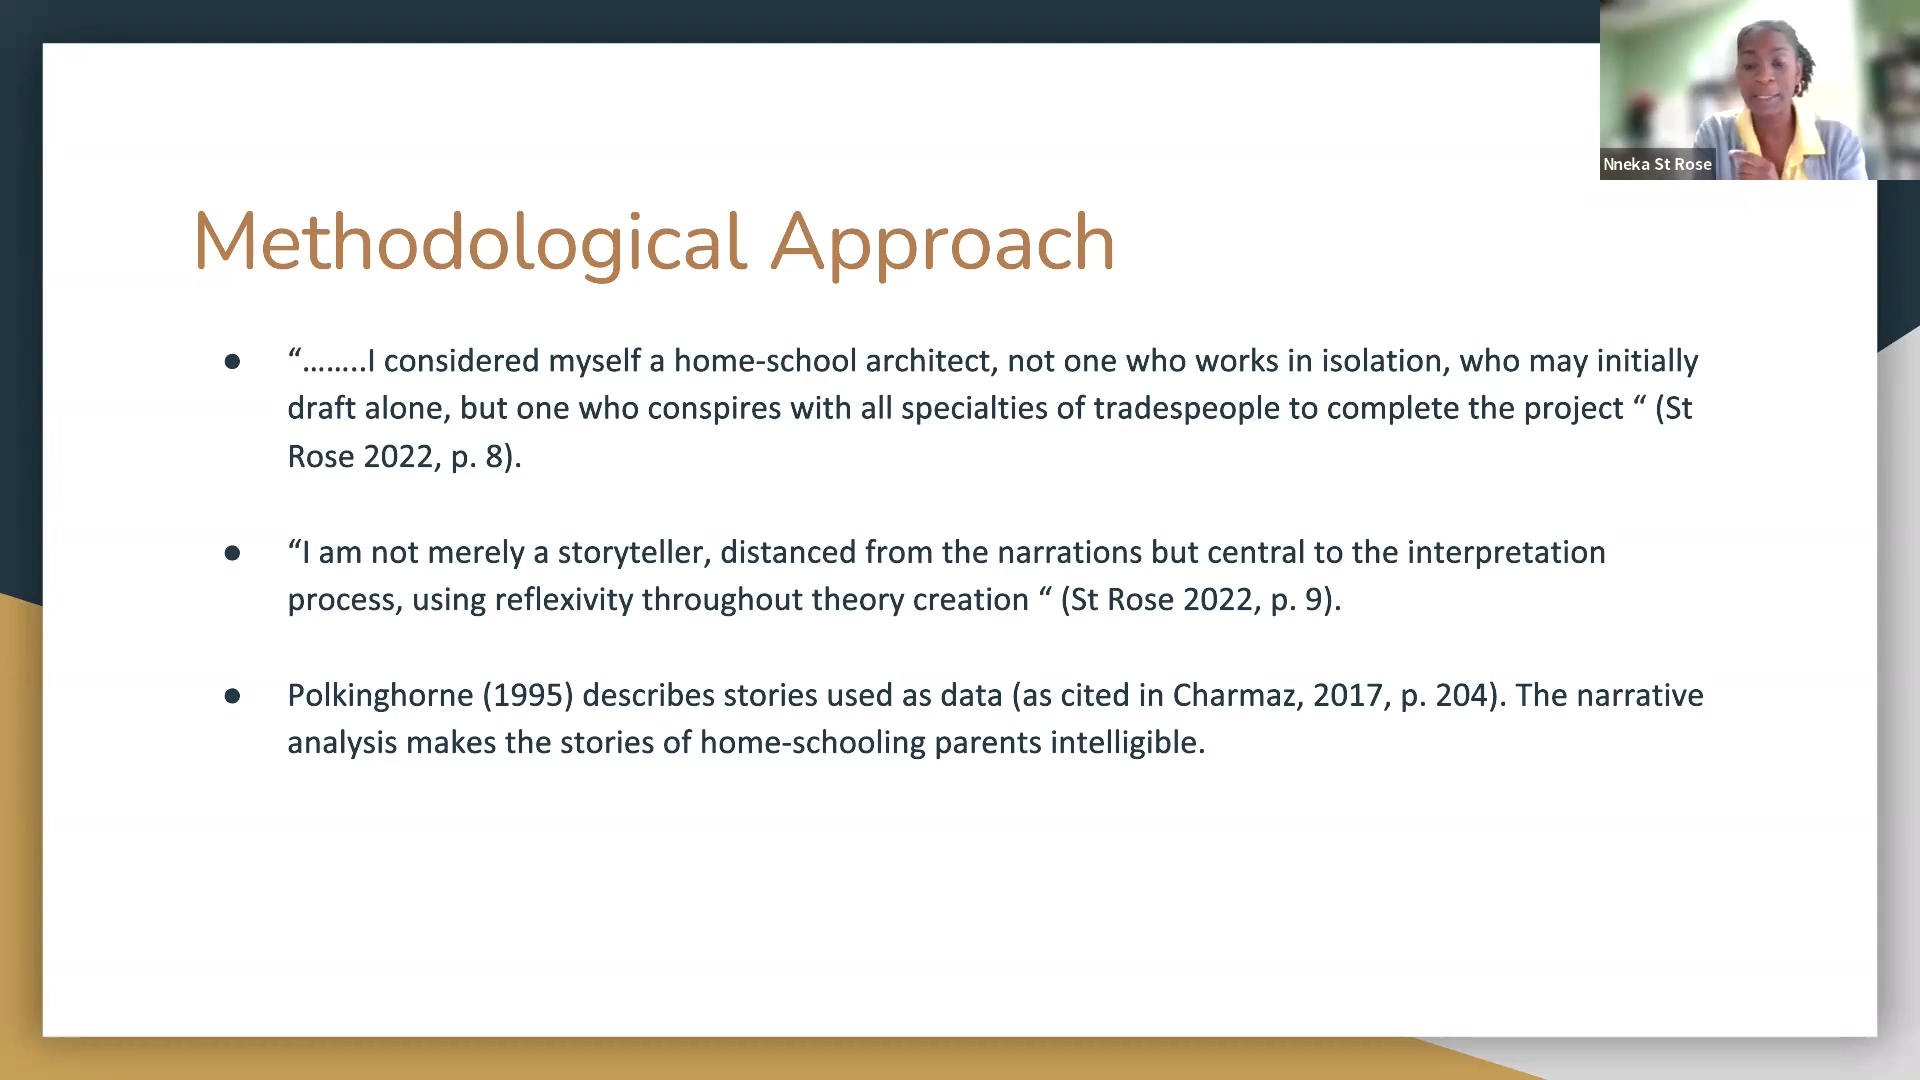 Nneka St Rose
Methodological Approach
● “........I considered myself a home-school architect, not one who works in isolation, who may initially
draft alone, but one who conspires with all specialties of tradespeople to complete the project “ (St
Rose 2022, p. 8).
● “I am not merely a storyteller, distanced from the narrations but central to the interpretation
process, using reflexivity throughout theory creation “ (St Rose 2022, p. 9).
● Polkinghorne (1995) describes stories used as data (as cited in Charmaz, 2017, p. 204). The narrative
analysis makes the stories of home-schooling parents intelligible.